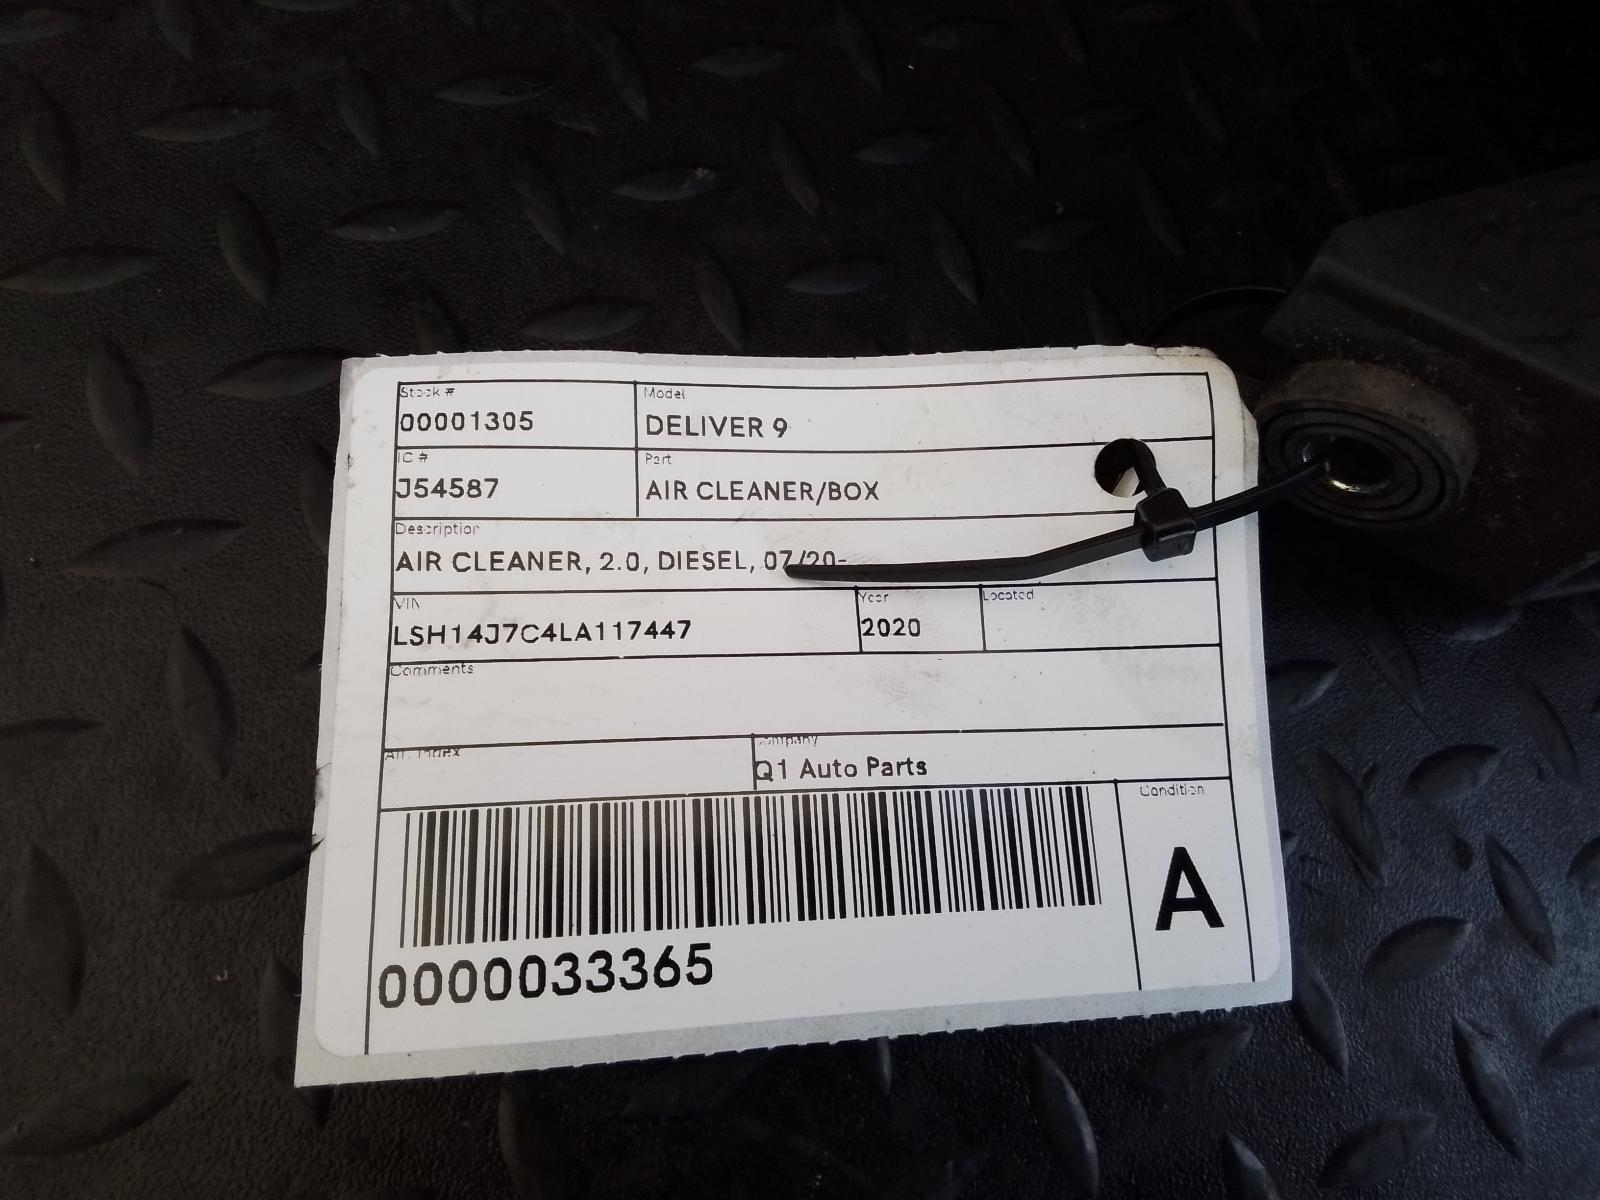 Stock #
00001305
Model
DELIVER 9
IC #
J54587
Part
AIR CLEANER/BOX
Description
AIR CLEANER, 2.0, DIESEL, 07/20-
VIN
LSH14J7C4LA117447
Year
2020
Located
Comments
Company
Q1 Auto Parts
Condition
A
0000033365